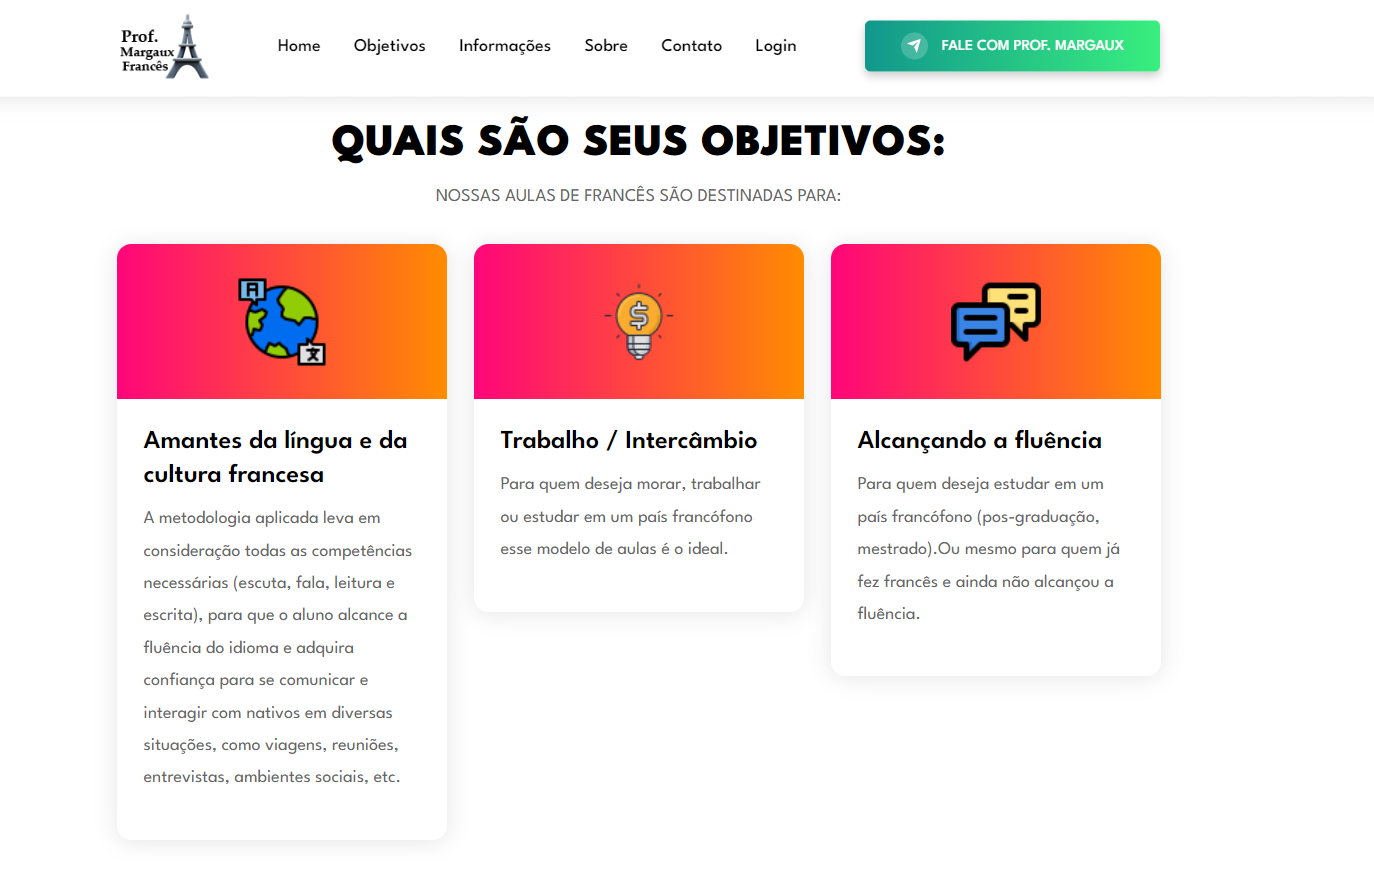 Prof.
Margaux
Francês
Home Objetivos Informações Sobre Contato Login
FALE COM PROF. MARGAUX
QUAIS SÃO SEUS OBJETIVOS:
NOSSAS AULAS DE FRANCÊS SÃO DESTINADAS PARA:
A
文
$
Amantes da língua e da
cultura francesa
A metodologia aplicada leva em
consideração todas as competências
necessárias (escuta, fala, leitura e
escrita), para que o aluno alcance a
fluência do idioma e adquira
confiança para se comunicar e
interagir com nativos em diversas
situações, como viagens, reuniões,
entrevistas, ambientes sociais, etc.
Trabalho / Intercâmbio
Para quem deseja morar, trabalhar
ou estudar em um país francófono
esse modelo de aulas é o ideal.
Alcançando a fluência
Para quem deseja estudar em um
país francófono (pos-graduação,
mestrado).Ou mesmo para quem já
fez francês e ainda não alcançou a
fluência.